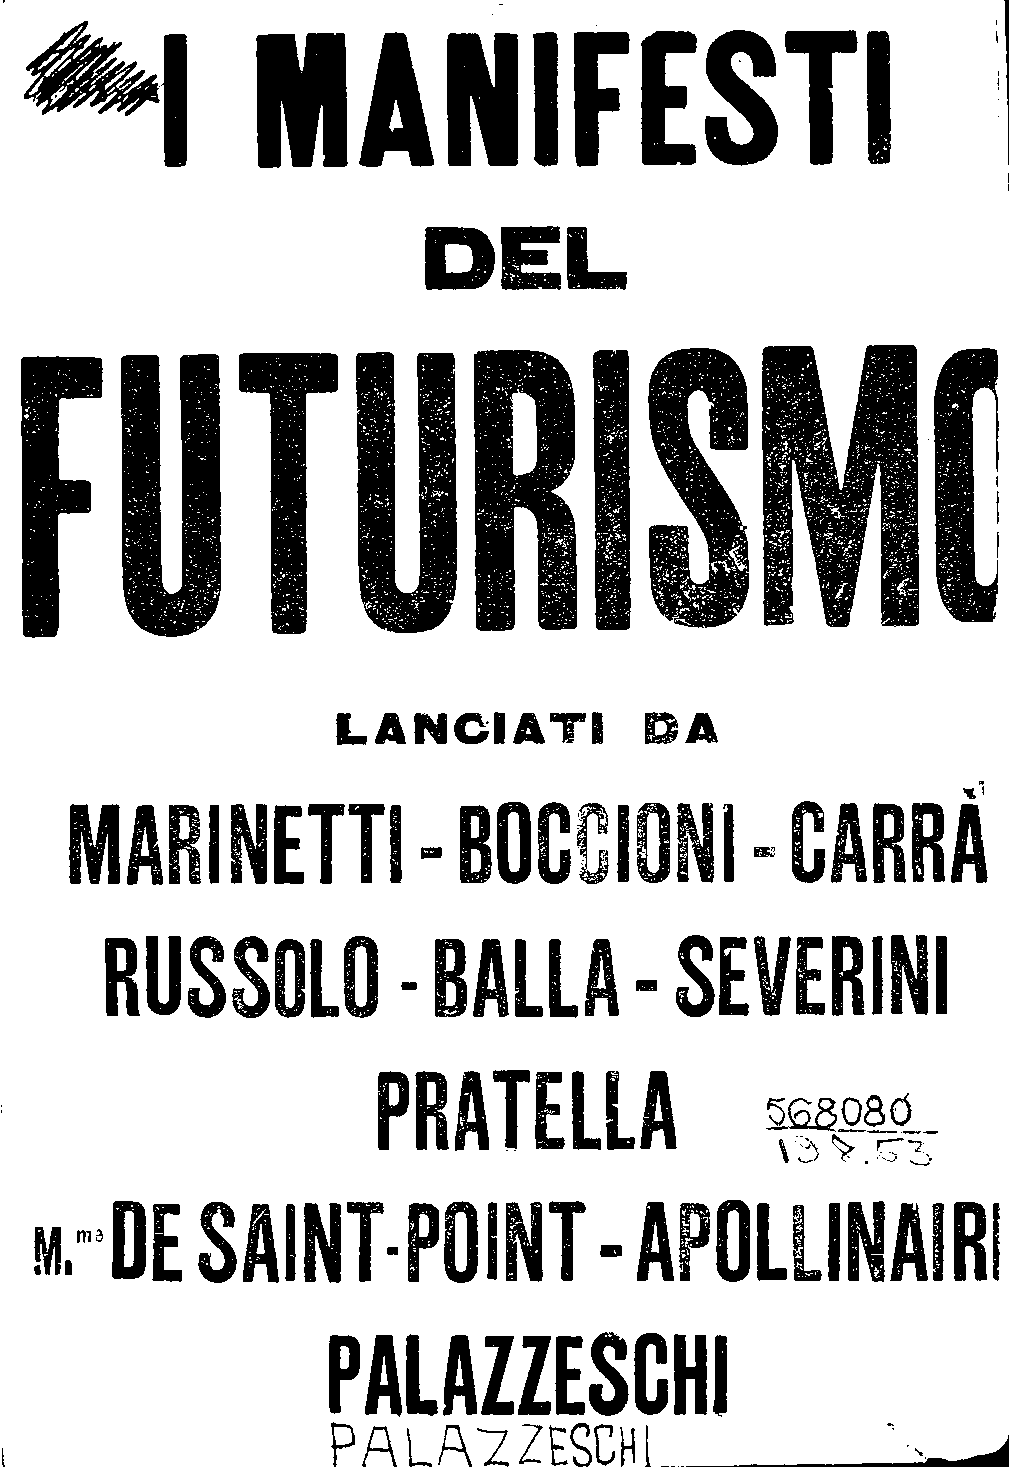 I MANIFESTI
DEL
FUTURISMO
LANCIATI DA
MARINETTI - BOCCIONI - CARRÀ
RUSSOLO - BALLA - SEVERINI
PRATELLA
568080
M.ma DE SAINT-POINT - APOLLINAIRE
PALAZZESCHI
PALAZZESCHI